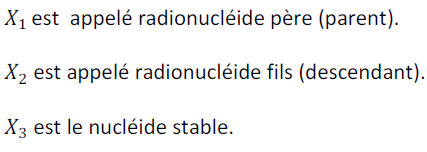 X₁ est appelé radionucléide père (parent).
X₂ est appelé radionucléide fils (descendant).
X₃ est le nucléide stable.